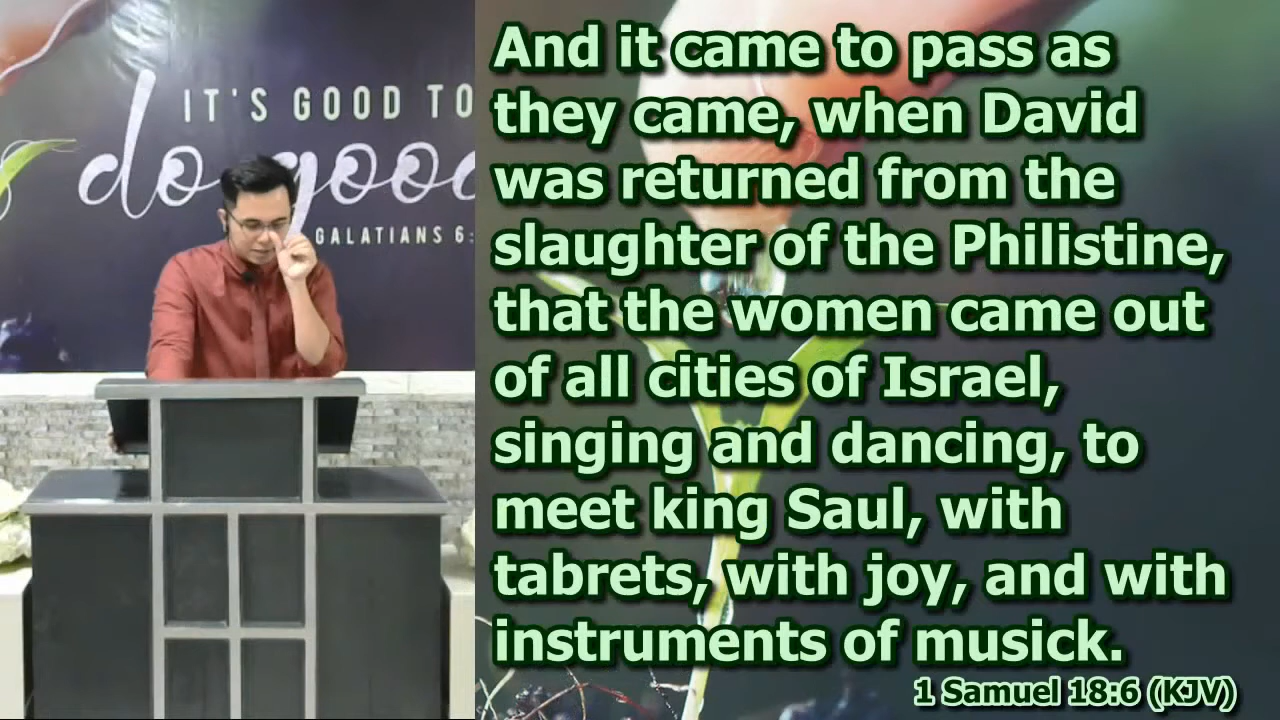 IT'S GOOD TO
do good
GALATIANS 6:
And it came to pass as
they came, when David
was returned from the
slaughter of the Philistine,
that the women came out
of all cities of Israel,
singing and dancing, to
meet king Saul, with
tabrets, with joy, and with
instruments of musick.
1 Samuel 18:6 (KJV)